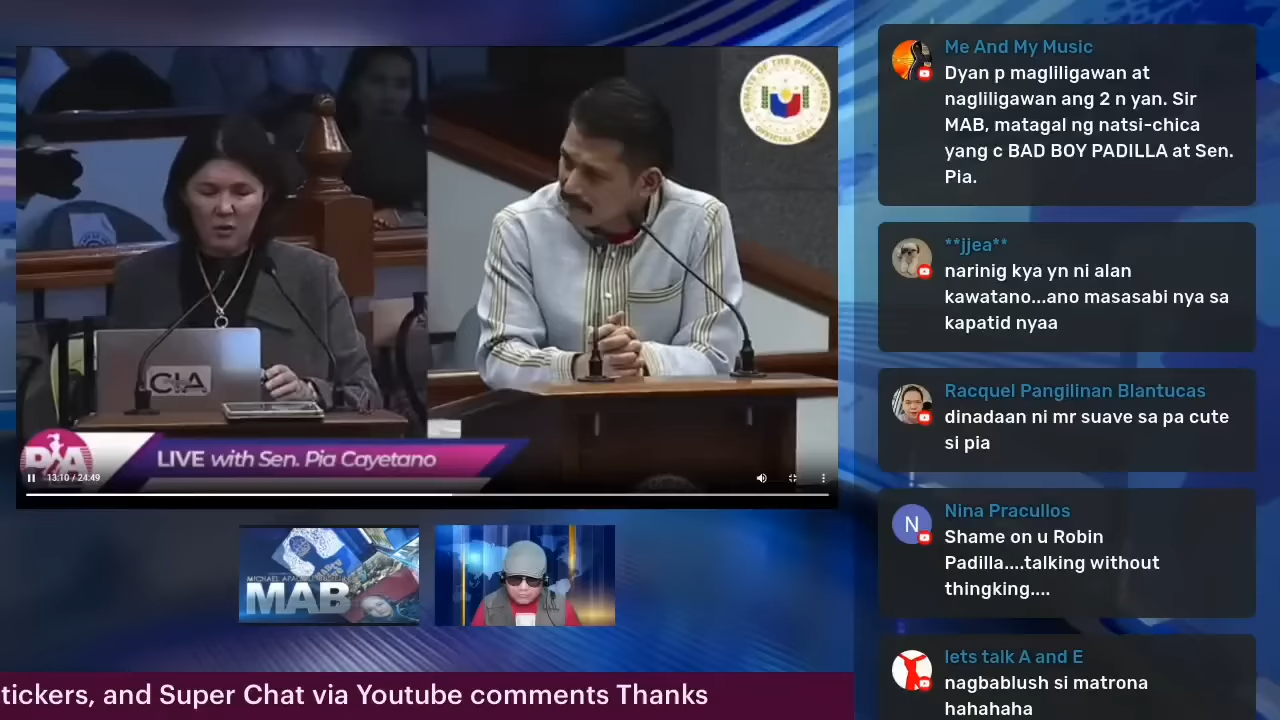 SENATE OF THE PHILIPPINES
OFFICIAL SEAL
CIA
PIA
LIVE with Sen. Pia Cayetano
13:10 / 24:49
MAB
tickers, and Super Chat via Youtube comments Thanks
Me And My Music
Dyan p magliligawan at
nagliligawan ang 2 n yan. Sir
MAB, matagal ng natsi-chica
yang c BAD BOY PADILLA at Sen.
Pia.
**jjea**
narinig kya yn ni alan
kawatano...ano masasabi nya sa
kapatid nyaa
Racquel Pangilinan Blantucas
dinadaan ni mr suave sa pa cute
si pia
N
Nina Pracullos
Shame on u Robin
Padilla....talking without
thingking....
lets talk A and E
nagbablush si matrona
hahahaha